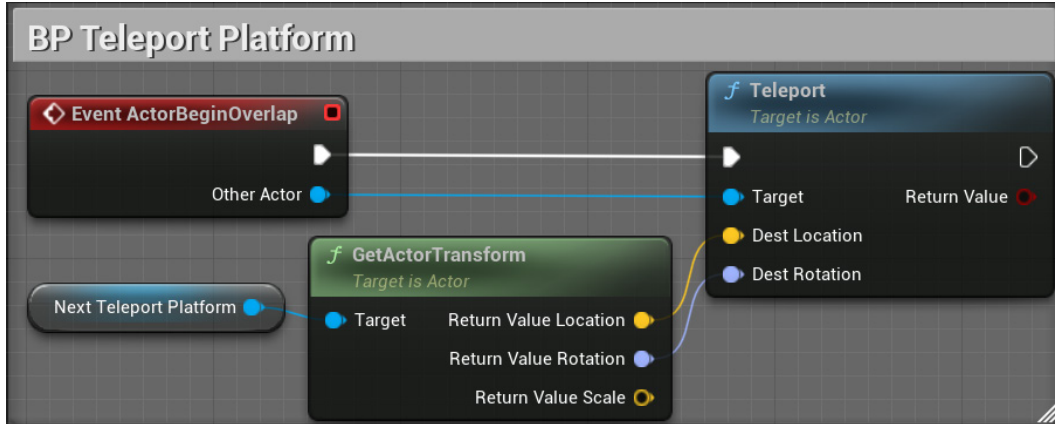 BP Teleport Platform
Event ActorBeginOverlap
Other Actor
f Teleport
Target is Actor
Target
Return Value
Dest Location
Dest Rotation
f GetActorTransform
Target is Actor
Next Teleport Platform
Target
Return Value Location
Return Value Rotation
Return Value Scale